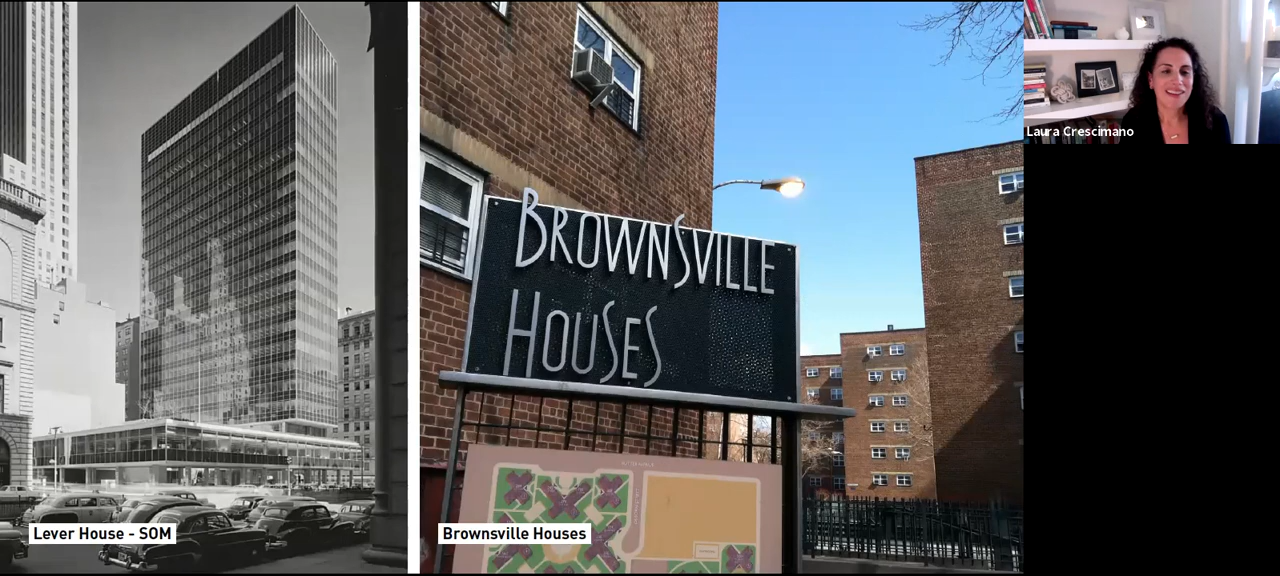 Lever House - SOM
BROWNSVILLE
HOUSES
Brownsville Houses
Laura Crescimano